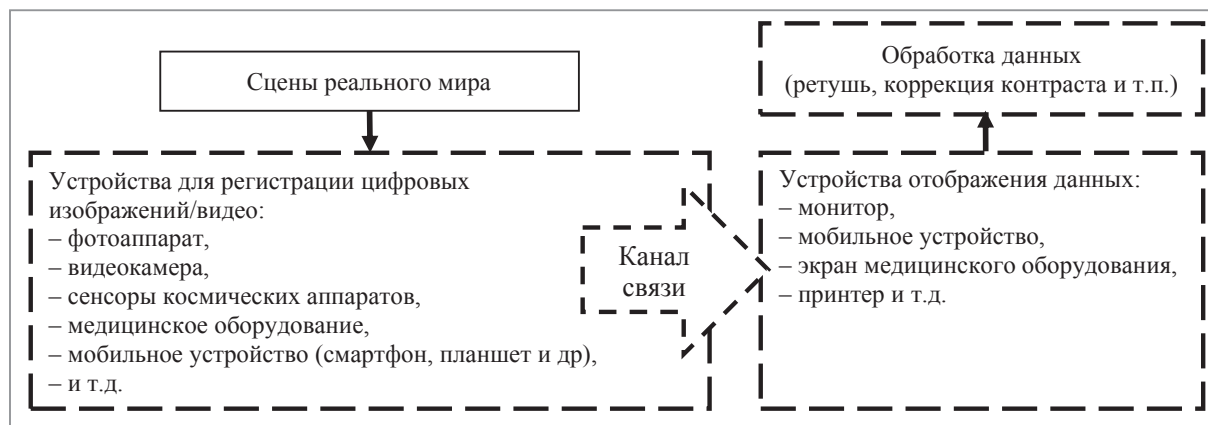 Сцены реального мира
Обработка данных
(ретушь, коррекция контраста и т.п.)
Устройства для регистрации цифровых
изображений/видео:
– фотоаппарат,
– видеокамера,
– сенсоры космических аппаратов,
– медицинское оборудование,
– мобильное устройство (смартфон, планшет и др),
– и т.д.
Канал
связи
Устройства отображения данных:
– монитор,
– мобильное устройство,
– экран медицинского оборудования,
– принтер и т.д.